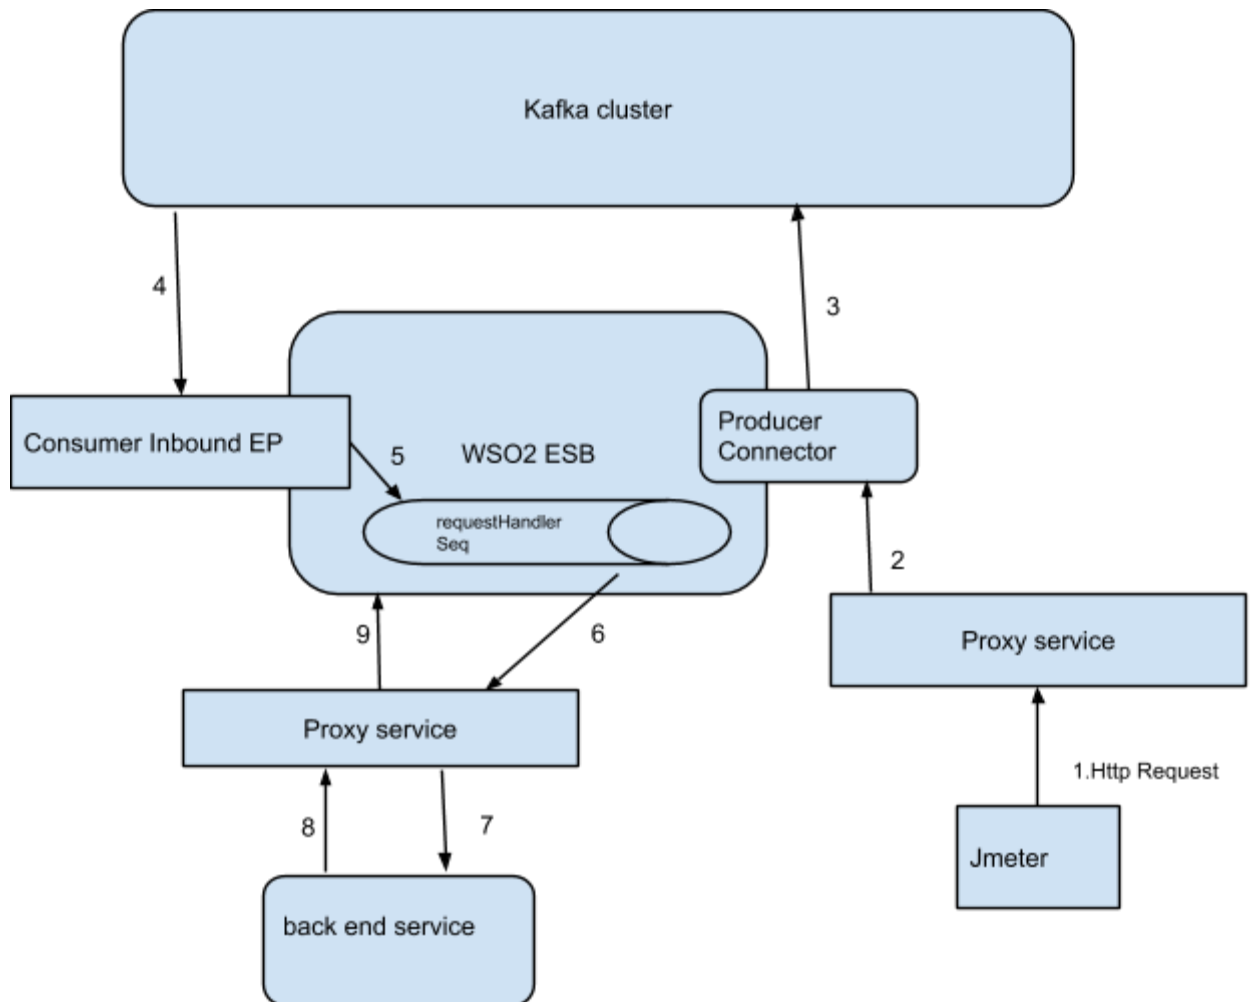 Kafka cluster
4
3
Consumer Inbound EP
5
WSO2 ESB
Producer
Connector
requestHandler
Seq
2
9
6
Proxy service
Proxy service
1.Http Request
8
7
Jmeter
back end service